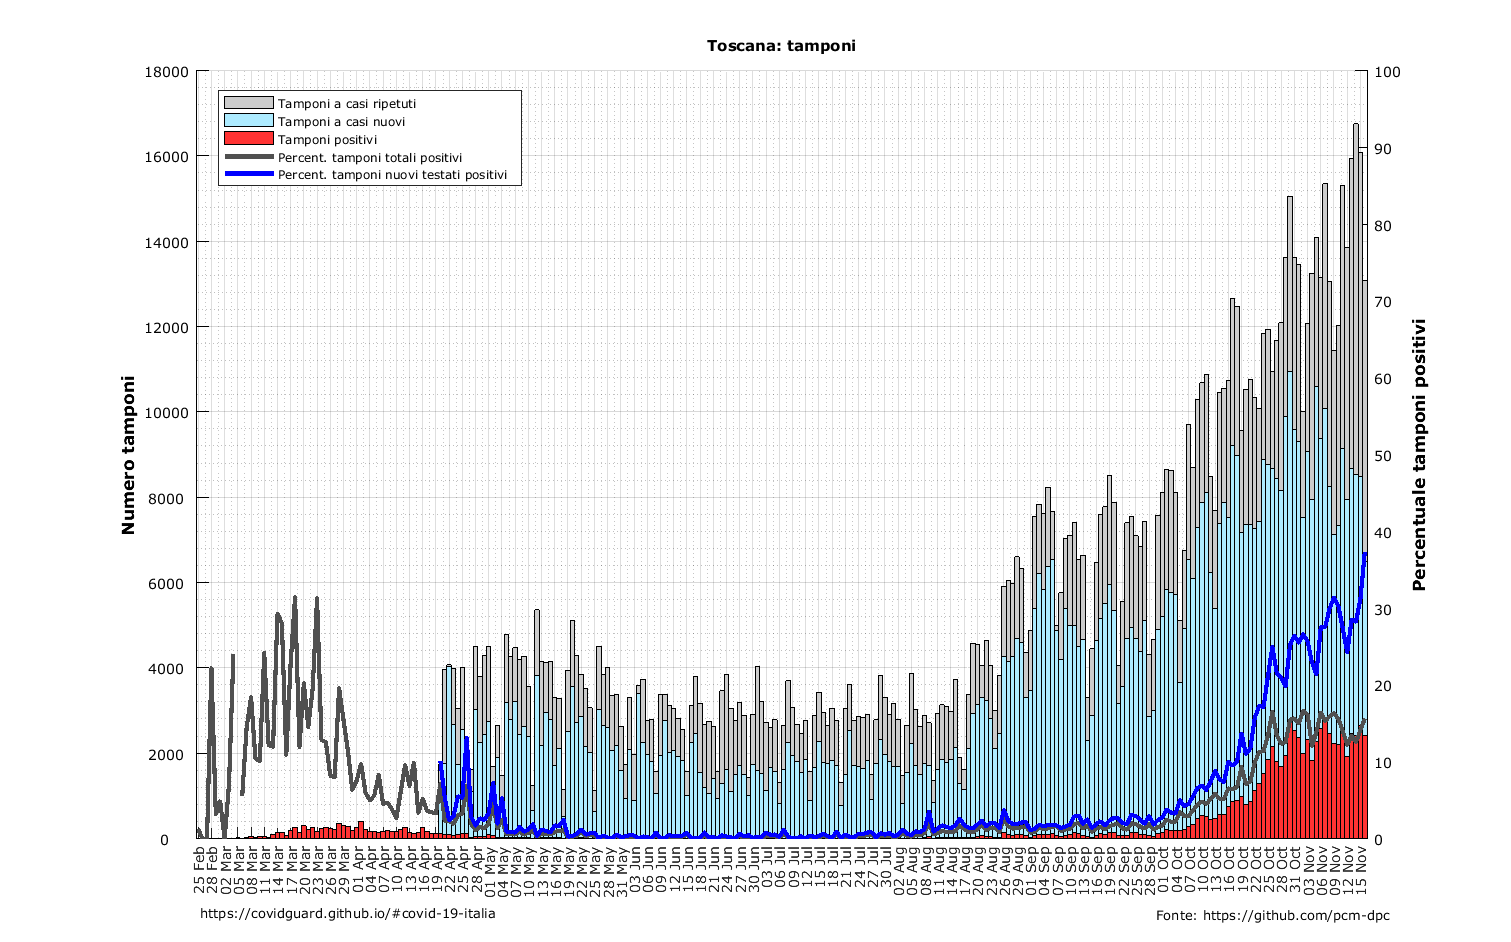 Toscana: tamponi
18000
16000
14000
12000
10000
8000
6000
4000
2000
0
Numero tamponi
Tamponi a casi ripetuti
Tamponi a casi nuovi
Tamponi positivi
Percent. tamponi totali positivi
Percent. tamponi nuovi testati positivi
100
90
80
70
60
50
40
30
20
10
0
Percentuale tamponi positivi
25 Feb
28 Feb
02 Mar
05 Mar
08 Mar
11 Mar
14 Mar
17 Mar
20 Mar
23 Mar
26 Mar
29 Mar
01 Apr
04 Apr
07 Apr
10 Apr
13 Apr
16 Apr
19 Apr
22 Apr
25 Apr
28 Apr
01 May
04 May
07 May
10 May
13 May
16 May
19 May
22 May
25 May
28 May
31 May
03 Jun
06 Jun
09 Jun
12 Jun
15 Jun
18 Jun
21 Jun
24 Jun
27 Jun
30 Jun
03 Jul
06 Jul
09 Jul
12 Jul
15 Jul
18 Jul
21 Jul
24 Jul
27 Jul
30 Jul
02 Aug
05 Aug
08 Aug
11 Aug
14 Aug
17 Aug
20 Aug
23 Aug
26 Aug
29 Aug
01 Sep
04 Sep
07 Sep
10 Sep
13 Sep
16 Sep
19 Sep
22 Sep
25 Sep
28 Sep
01 Oct
04 Oct
07 Oct
10 Oct
13 Oct
16 Oct
19 Oct
22 Oct
25 Oct
28 Oct
31 Oct
03 Nov
06 Nov
09 Nov
12 Nov
15 Nov
https://covidguard.github.io/#covid-19-italia
Fonte: https://github.com/pcm-dpc